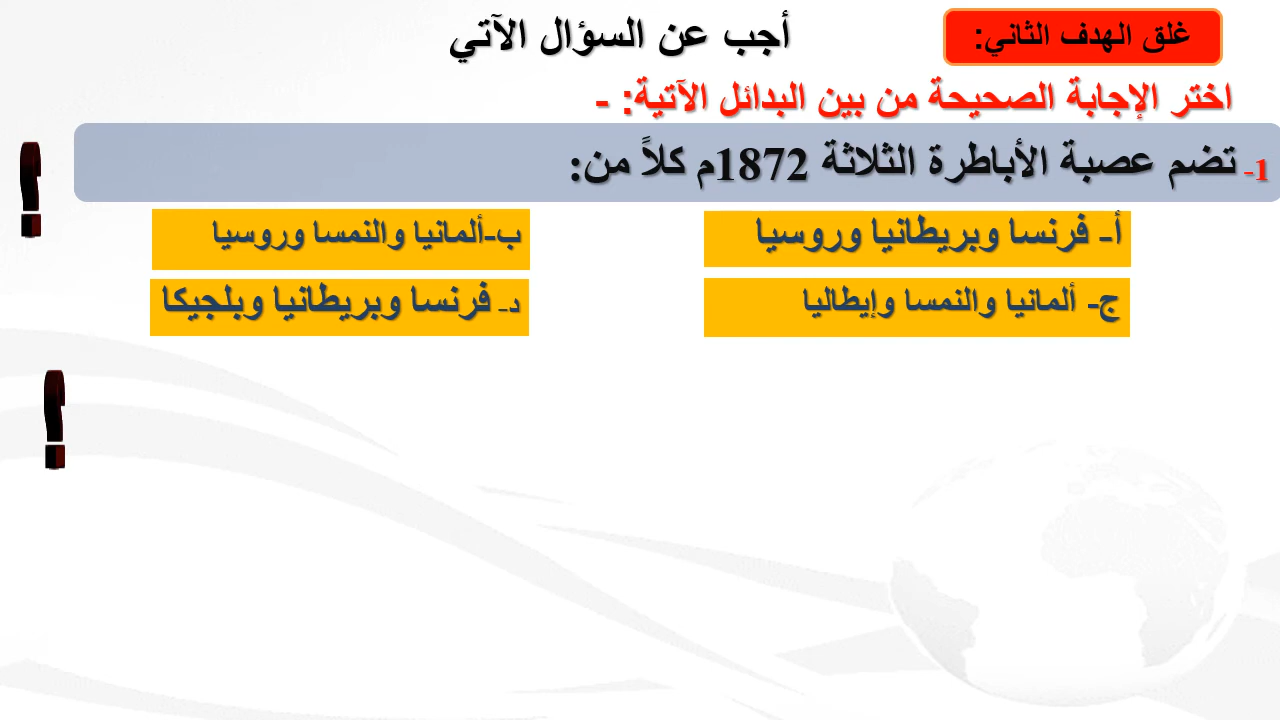 غلق الهدف الثاني:
أجب عن السؤال الآتي
اختر الإجابة الصحيحة من بين البدائل الآتية: -
1- تضم عصبة الأباطرة الثلاثة 1872م كلاً من:
أ- فرنسا وبريطانيا وروسيا
ب-ألمانيا والنمسا وروسيا
ج- ألمانيا والنمسا وإيطاليا
د- فرنسا وبريطانيا وبلجيكا
؟
؟